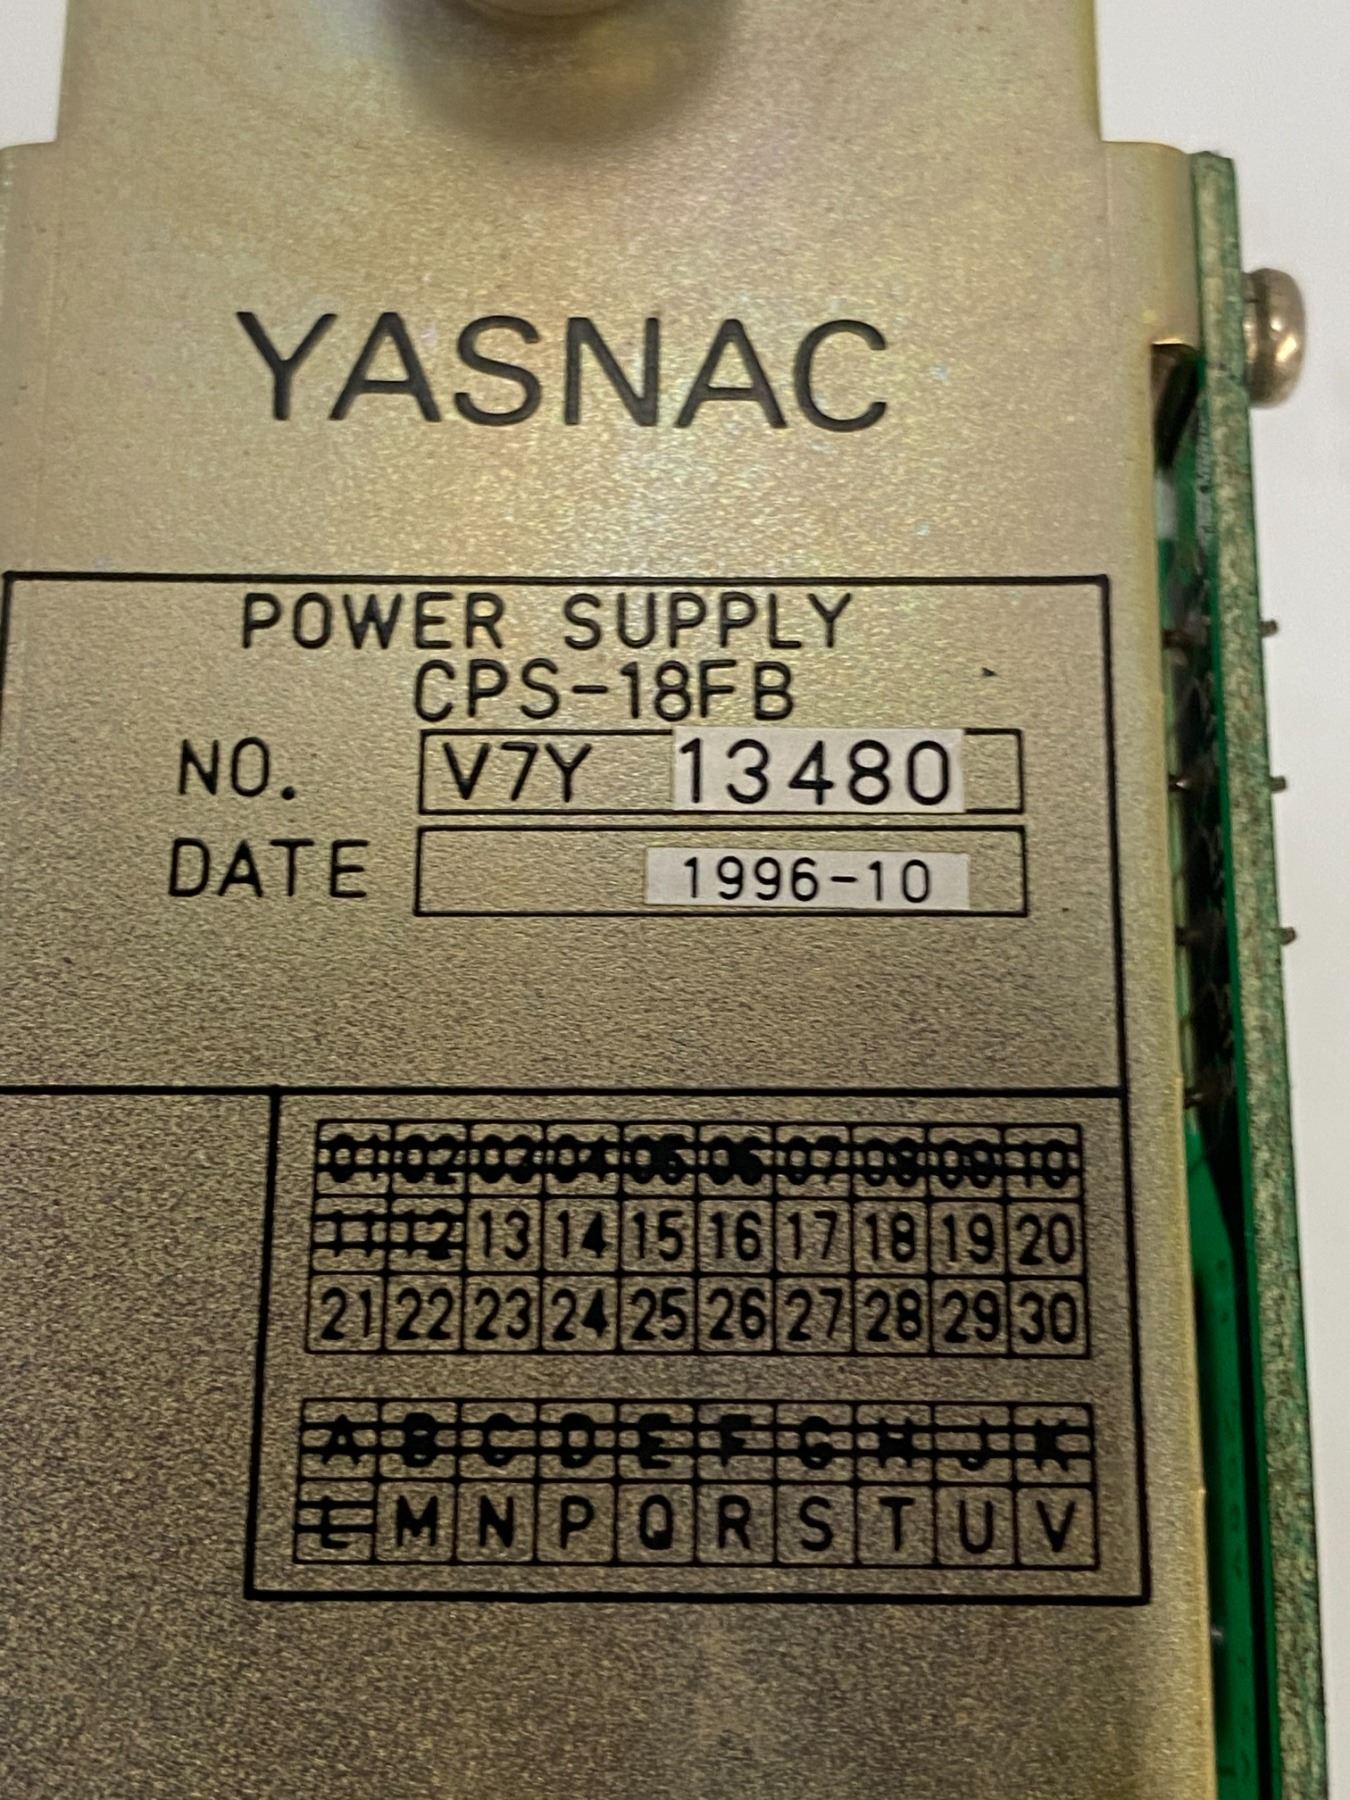 YASNAC
POWER SUPPLY
CPS-18FB
NO. V7Y 13480
DATE 1996-10
01 02 03 04 05 06 07 08 09 10
11 12 13 14 15 16 17 18 19 20
21 22 23 24 25 26 27 28 29 30
A B C D E F G H J K
L M N P Q R S T U V